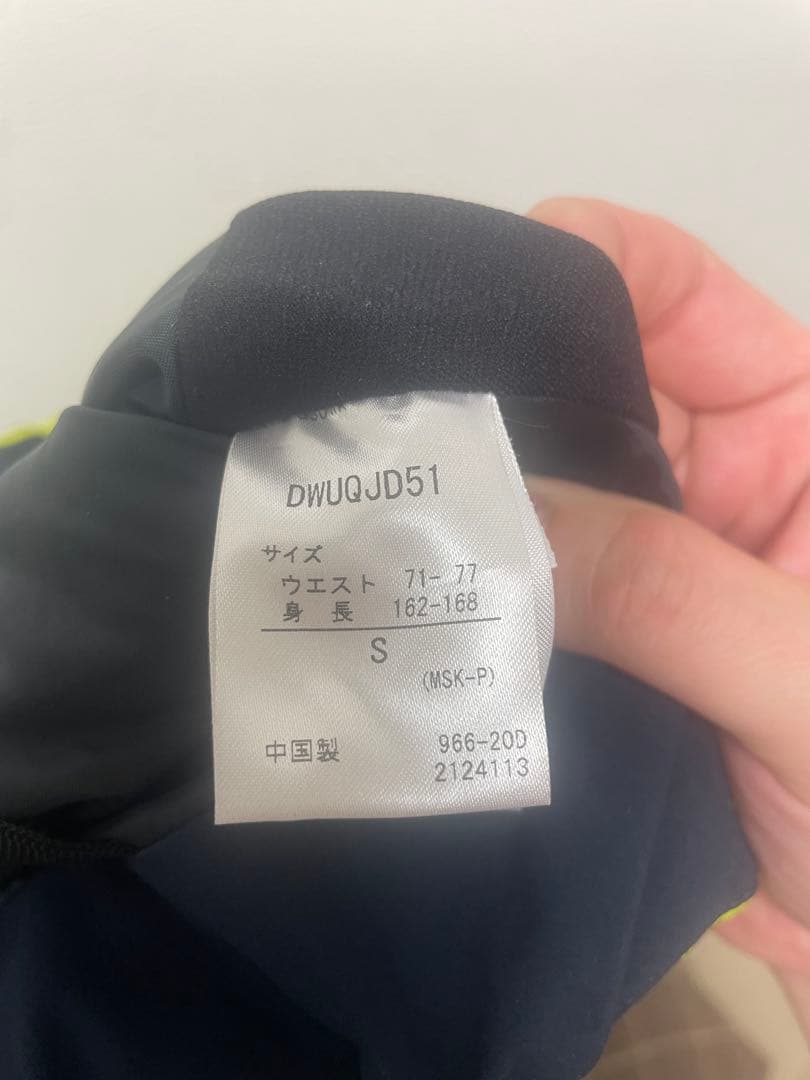 DWUQJD51
サイズ
ウエスト 71-77
身長 162-168
S
(MSK-P)
中国製 966-20D
2124113